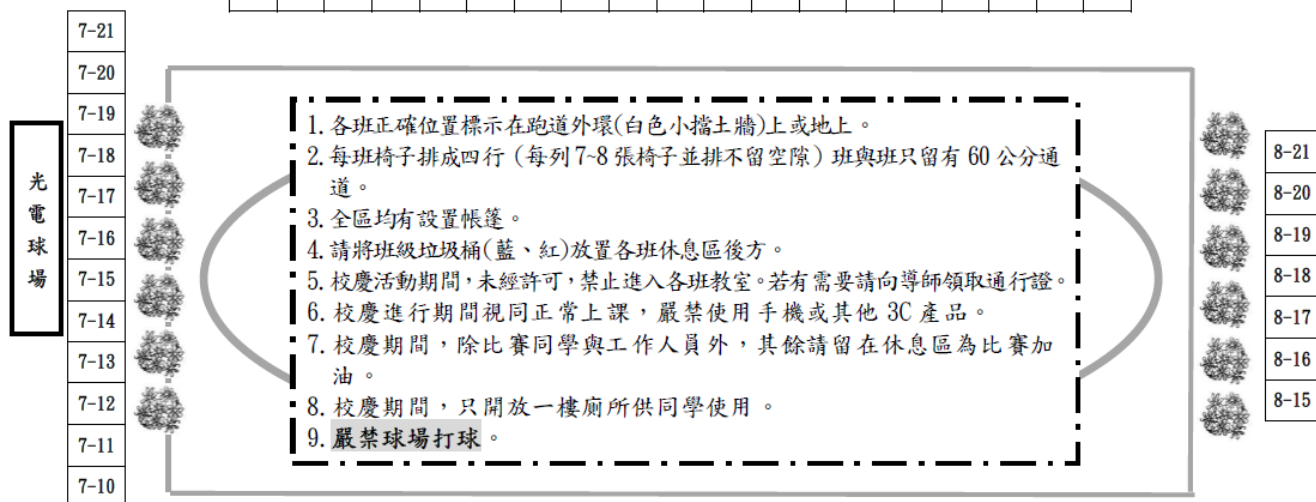 光電球場
7-21
7-20
7-19
7-18
7-17
7-16
7-15
7-14
7-13
7-12
7-11
7-10
1. 各班正確位置標示在跑道外環(白色小擋土牆)上或地上。
2. 每班椅子排成四行 (每列 7~8 張椅子並排不留空隙) 班與班只留有 60 公分通
道。
3. 全區均有設置帳篷。
4. 請將班級垃圾桶(藍、紅)放置各班休息區後方。
5. 校慶活動期間,未經許可,禁止進入各班教室。若有需要請向導師領取通行證。
6. 校慶進行期間視同正常上課,嚴禁使用手機或其他 3C 產品。
7. 校慶期間,除比賽同學與工作人員外,其餘請留在休息區為比賽加
油。
8. 校慶期間,只開放一樓廁所供同學使用。
9. 嚴禁球場打球。
8-21
8-20
8-19
8-18
8-17
8-16
8-15